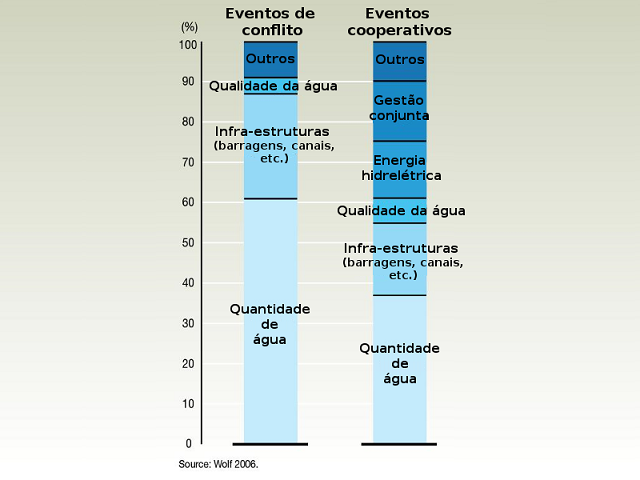 Eventos de
conflito
Eventos
cooperativos
(%)
100
90
80
70
60
50
40
30
20
10
0
Outros
Qualidade da água
Infra-estruturas
(barragens, canais,
etc.)
Quantidade
de
água
Outros
Gestão
conjunta
Energia
hidrelétrica
Qualidade da água
Infra-estruturas
(barragens, canais,
etc.)
Quantidade
de
água
Source: Wolf 2006.